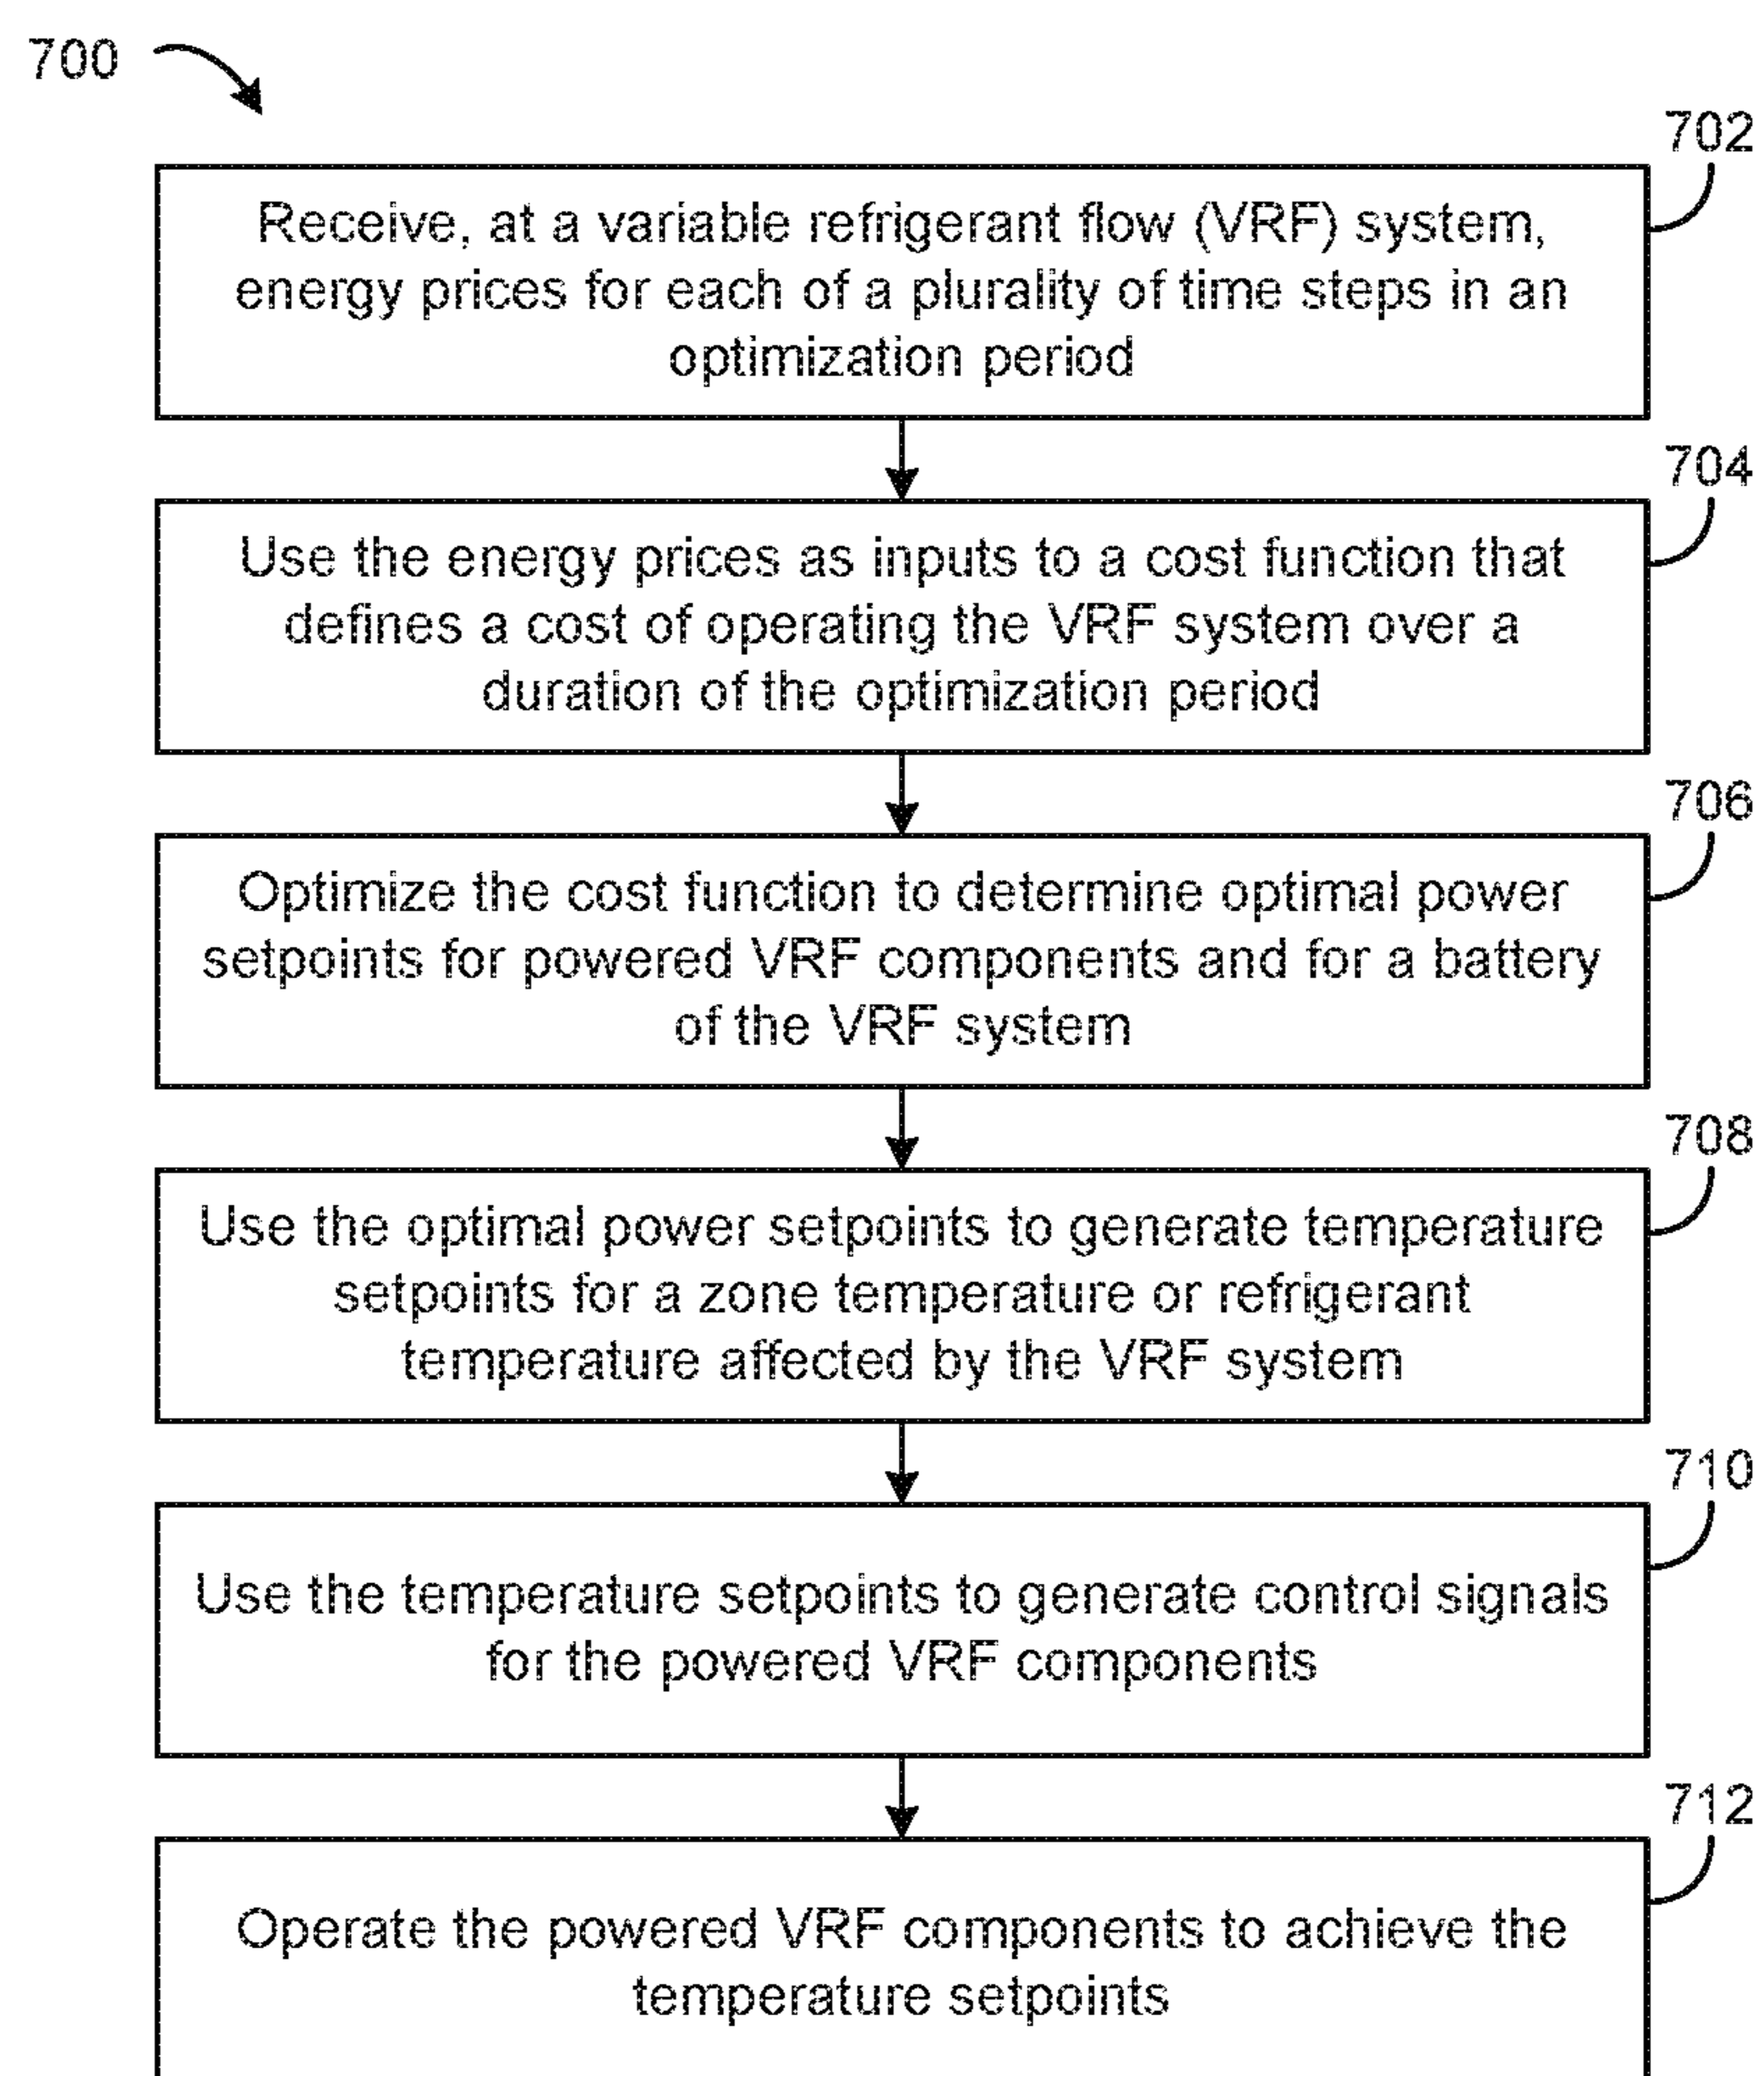 700
702
Receive, at a variable refrigerant flow (VRF) system,
energy prices for each of a plurality of time steps in an
optimization period
704
Use the energy prices as inputs to a cost function that
defines a cost of operating the VRF system over a
duration of the optimization period
706
Optimize the cost function to determine optimal power
setpoints for powered VRF components and for a battery
of the VRF system
708
Use the optimal power setpoints to generate temperature
setpoints for a zone temperature or refrigerant
temperature affected by the VRF system
710
Use the temperature setpoints to generate control signals
for the powered VRF components
712
Operate the powered VRF components to achieve the
temperature setpoints